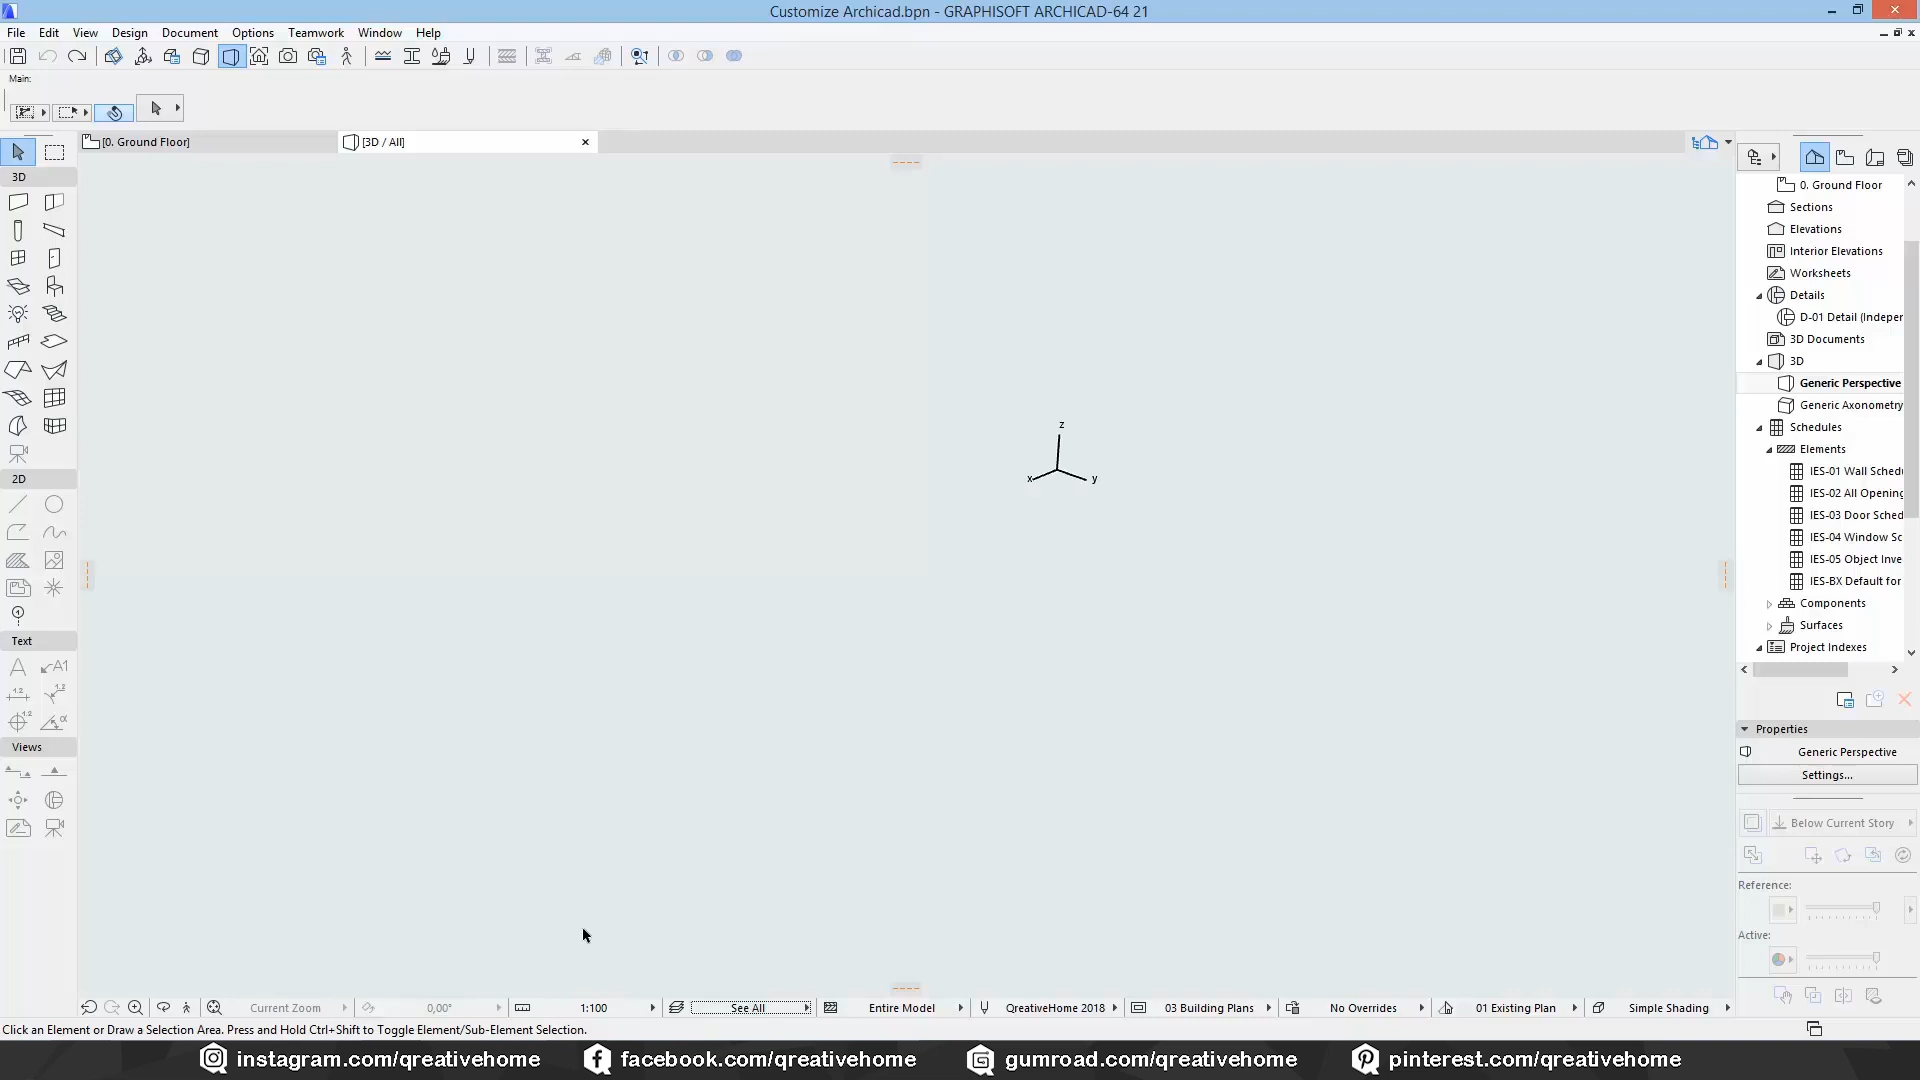 Customize Archicad.bpn - GRAPHISOFT ARCHICAD-64 21
File Edit View Design Document Options Teamwork Window Help
Main:
[0. Ground Floor]
[3D / All]
3D
2D
Text
A
A1
1.2
1.2
1.2
α
Views
z
x
y
0. Ground Floor
Sections
Elevations
Interior Elevations
Worksheets
Details
D-01 Detail (Indeper
3D Documents
3D
Generic Perspective
Generic Axonometry
Schedules
Elements
IES-01 Wall Schedu
IES-02 All Opening
IES-03 Door Sched
IES-04 Window Sc
IES-05 Object Inve
IES-BX Default for
Components
Surfaces
Project Indexes
Properties
Generic Perspective
Settings...
Below Current Story
Reference:
Active:
Current Zoom 0,00° 1:100 See All Entire Model QreativeHome 2018 03 Building Plans No Overrides 01 Existing Plan Simple Shading
Click an Element or Draw a Selection Area. Press and Hold Ctrl+Shift to Toggle Element/Sub-Element Selection.
instagram.com/qreativehome facebook.com/qreativehome gumroad.com/qreativehome pinterest.com/qreativehome